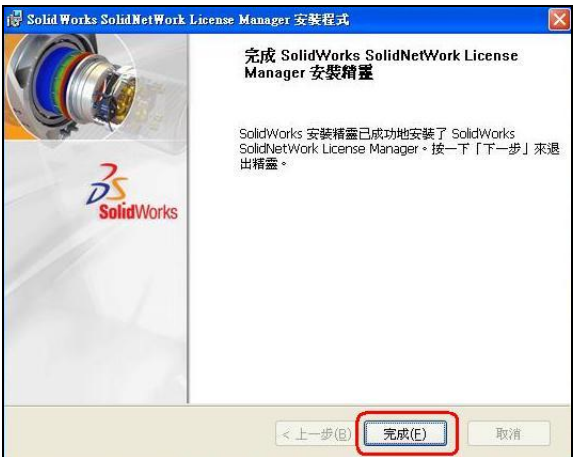 SolidWorks SolidNetWork License Manager 安裝程式
完成 SolidWorks SolidNetWork License
Manager 安裝精靈
SolidWorks 安裝精靈已成功地安裝了 SolidWorks
SolidNetWork License Manager。按一下「下一步」來退
出精靈。
SolidWorks
< 上一步(B)
完成(F)
取消